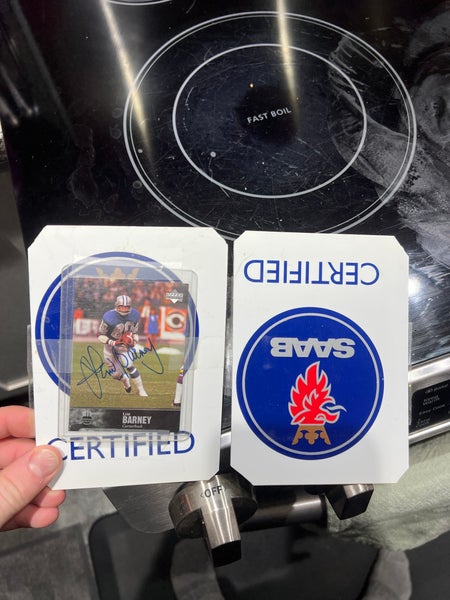 FAST BOIL
CERTIFIED
SAAB
LEM
BARNEY
Cornerback
CERTIFIED
OFF